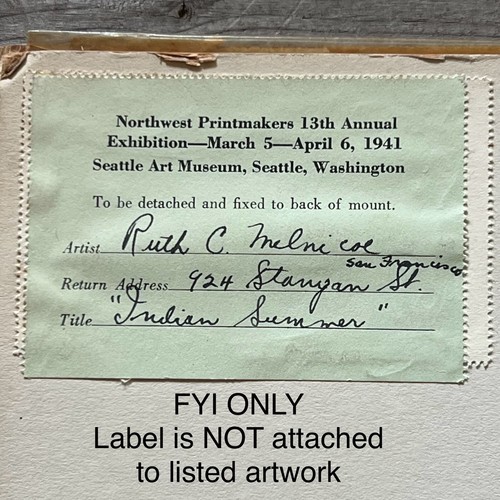 Northwest Printmakers 13th Annual
Exhibition—March 5—April 6, 1941
Seattle Art Museum, Seattle, Washington
To be detached and fixed to back of mount.
Artist Ruth C. Melnicoe
San Francisco
Return Address 924 Stanyan St.
Title "Indian Summer"
FYI ONLY
Label is NOT attached
to listed artwork